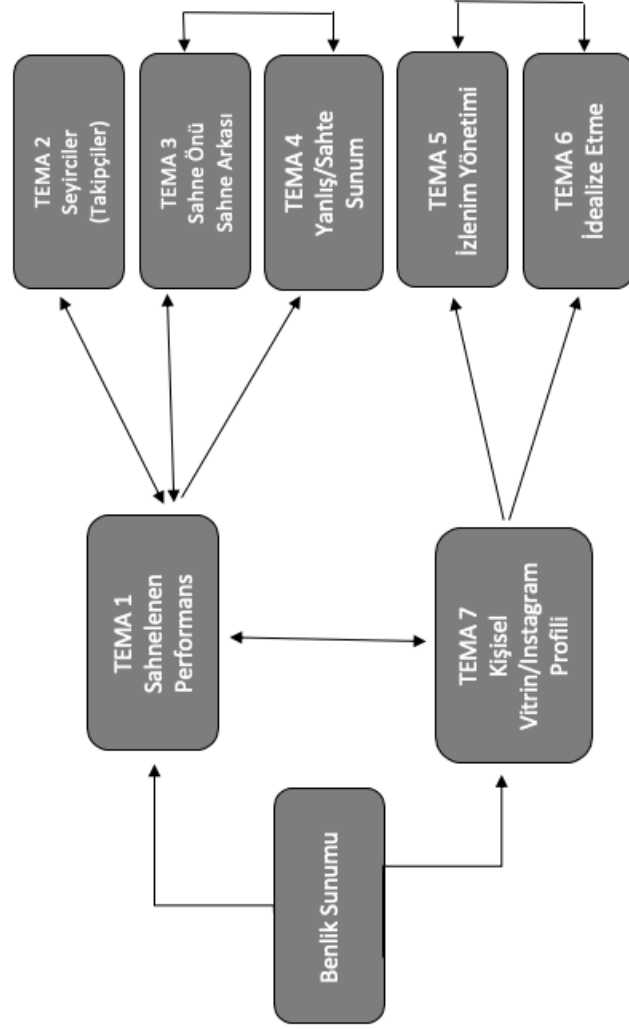 Benlik Sunumu
TEMA 1
Sahnelenen
Performans
TEMA 7
Kişisel
Vitrin/Instagram
Profili
TEMA 2
Seyirciler
(Takipçiler)
TEMA 3
Sahne Önü
Sahne Arkası
TEMA 4
Yanlış/Sahte
Sunum
TEMA 5
İzlenim Yönetimi
TEMA 6
İdealize Etme